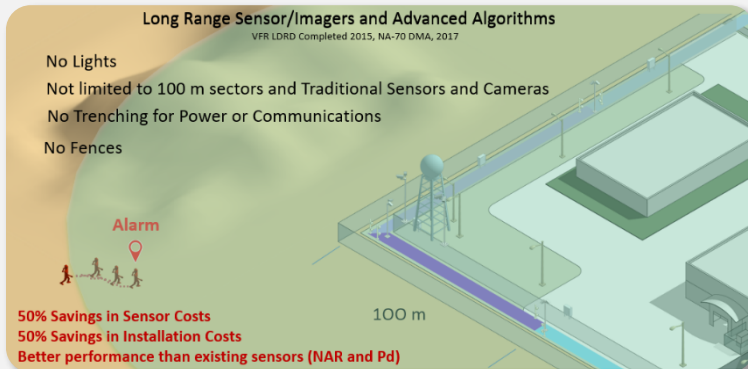 Long Range Sensor/Imagers and Advanced Algorithms
VFR LDRD Completed 2015, NA-70 DMA, 2017
No Lights
Not limited to 100 m sectors and Traditional Sensors and Cameras
No Trenching for Power or Communications
No Fences
Alarm
100 m
50% Savings in Sensor Costs
50% Savings in Installation Costs
Better performance than existing sensors (NAR and Pd)